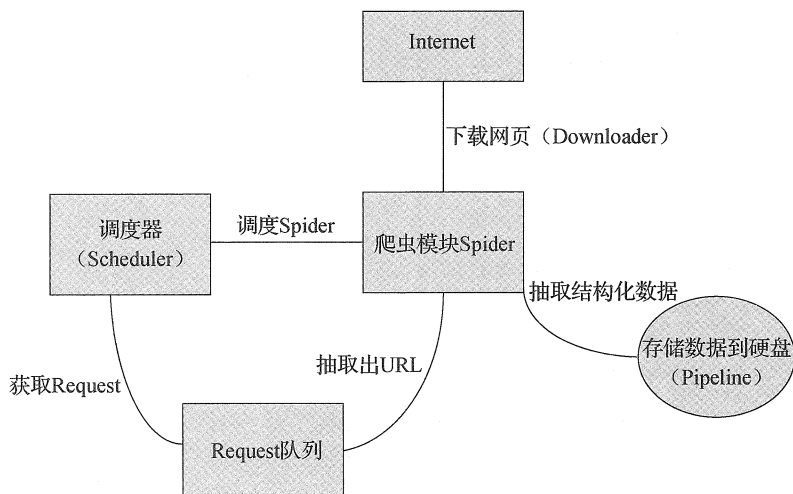 Internet
下载网页（Downloader）
调度器
（Scheduler）
调度Spider
爬虫模块Spider
抽取结构化数据
存储数据到硬盘
（Pipeline）
抽取出URL
获取Request
Request队列